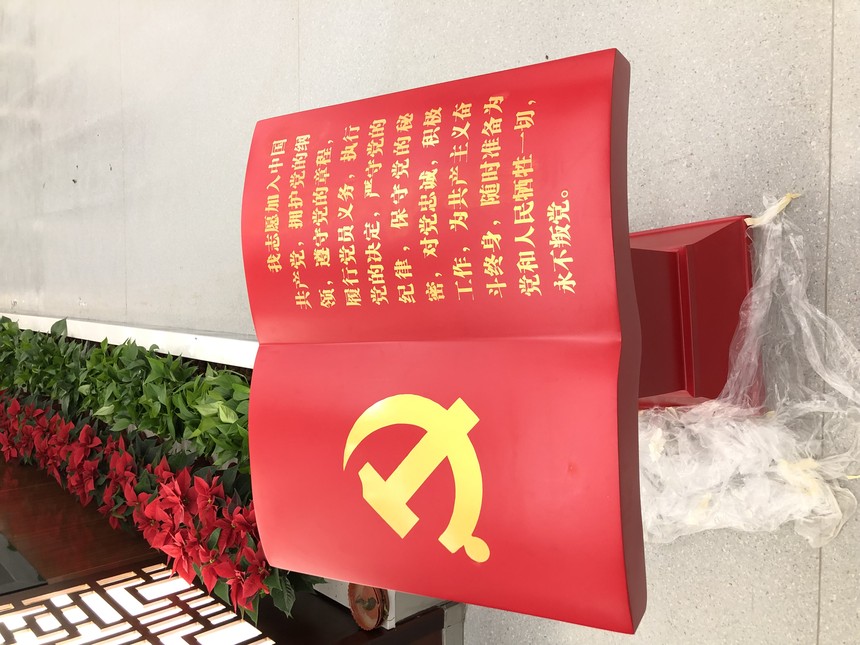 我志愿加入中国
共产党，拥护党的纲
领，遵守党的章程，
履行党员义务，执行
党的决定，严守党的
纪律，保守党的秘
密，对党忠诚，积极
工作，为共产主义奋
斗终身，随时准备为
党和人民牺牲一切，
永不叛党。